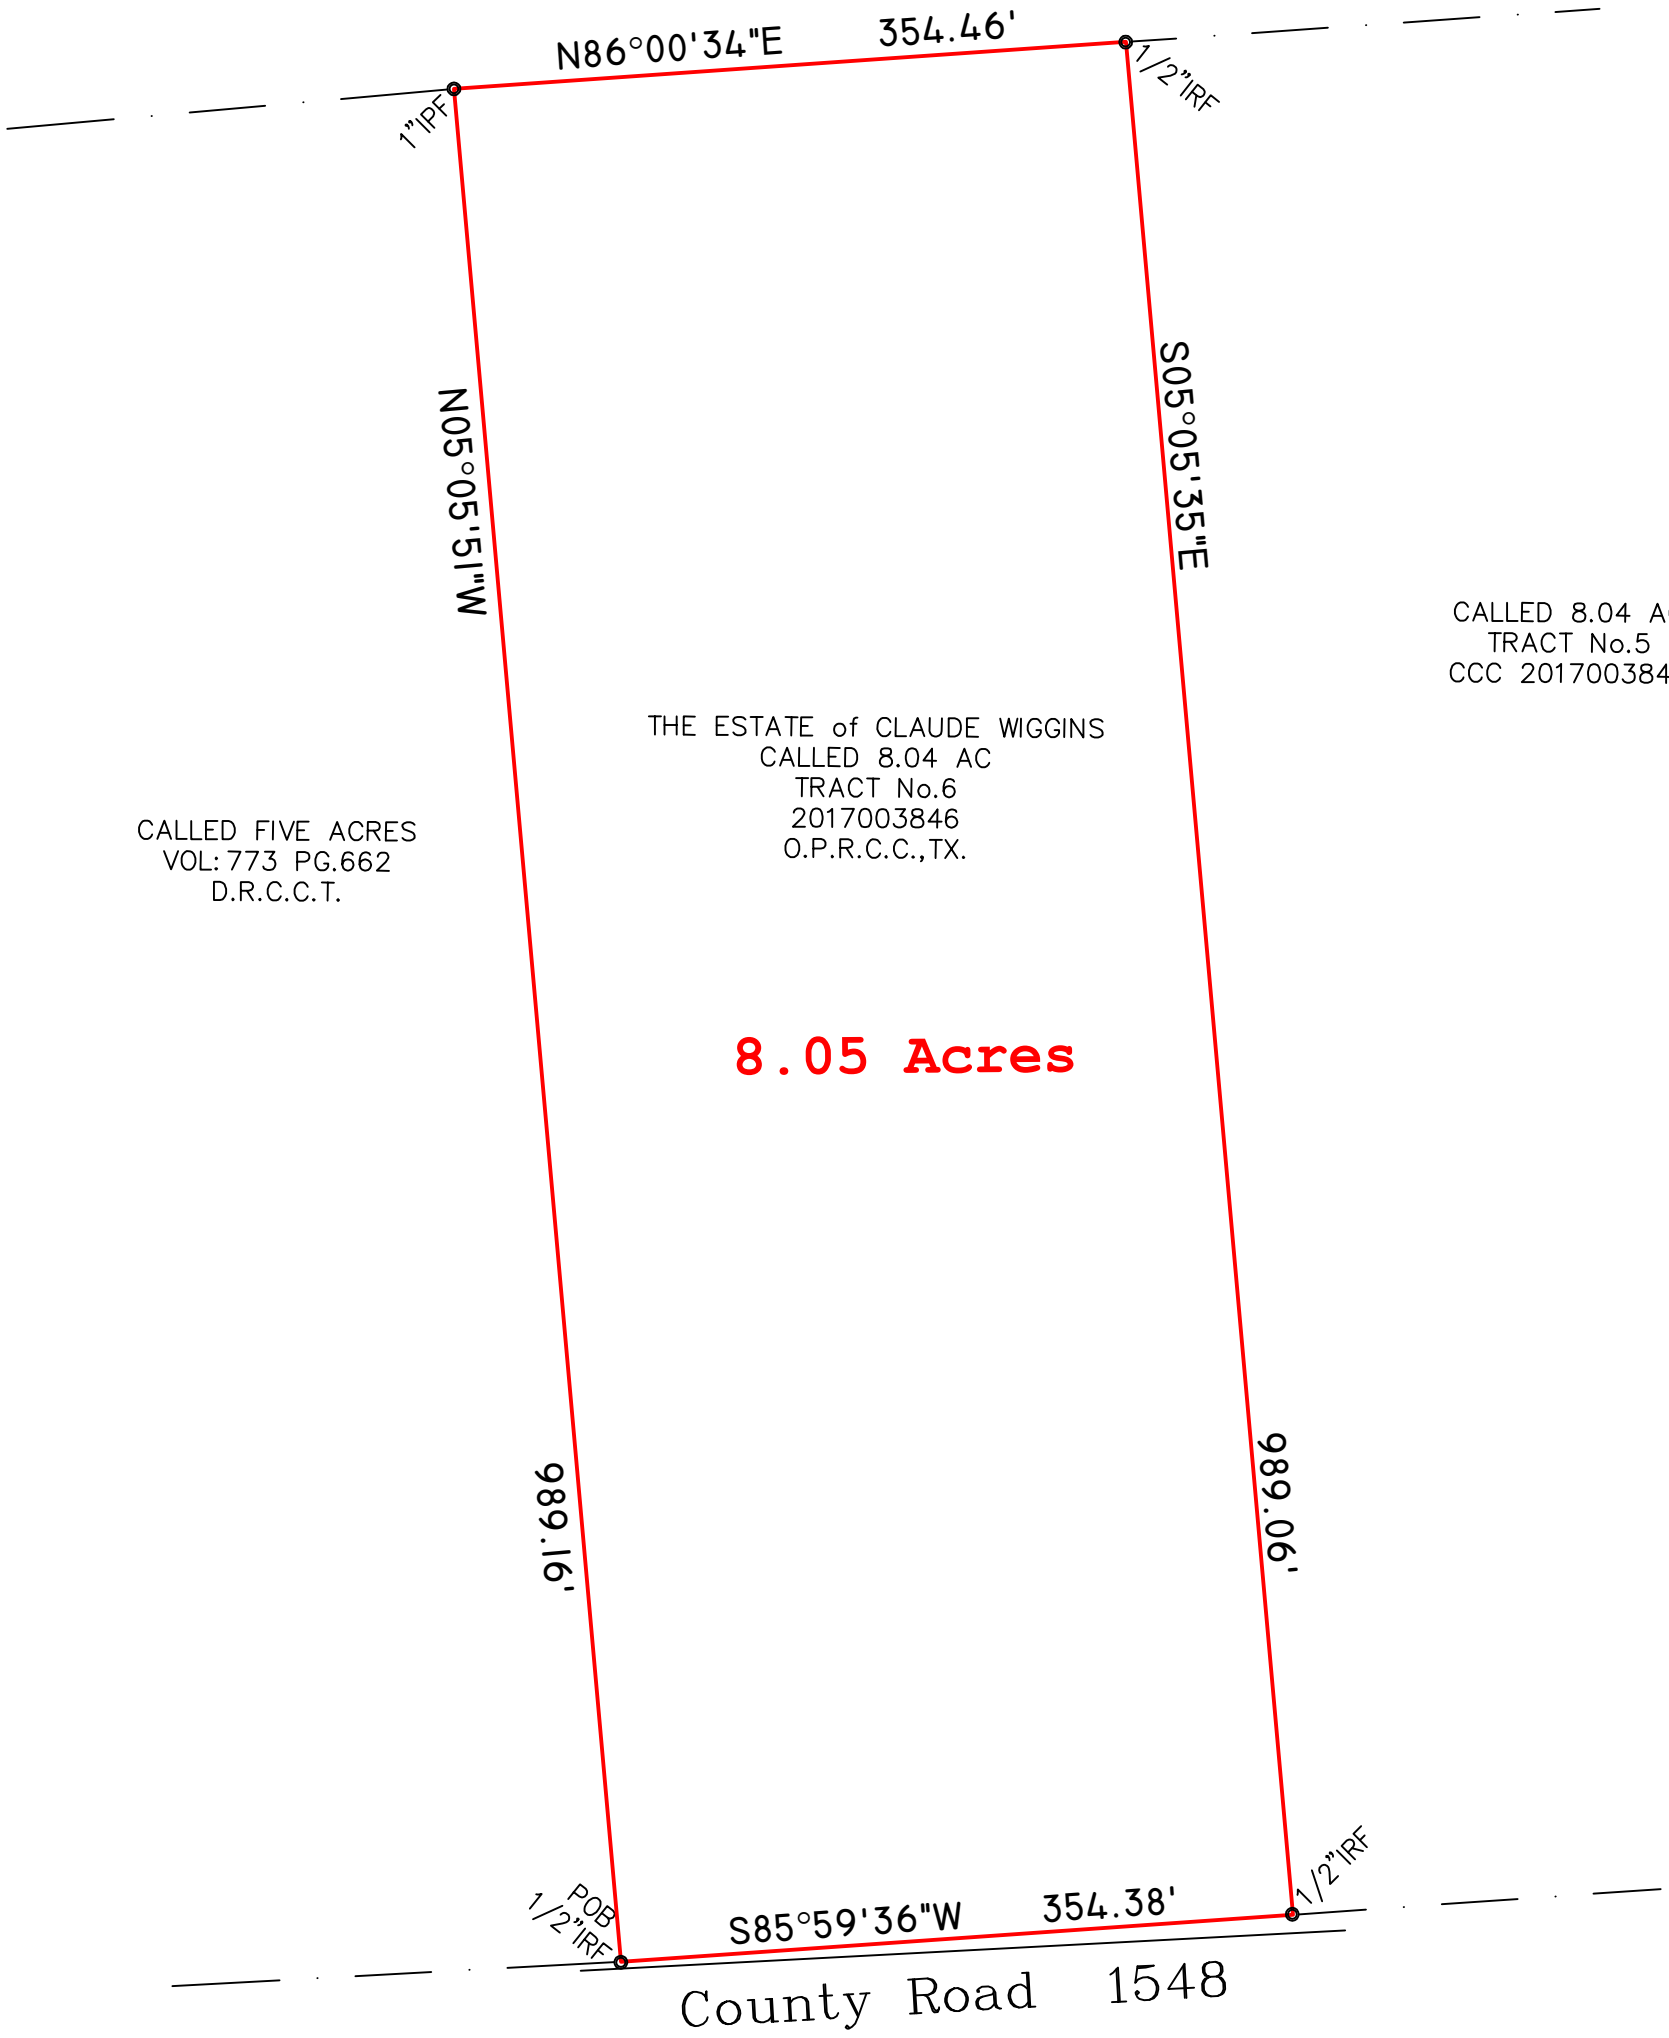 N86°00'34"E 354.46'
1"IPF
1/2"IRF
N05°05'51"W
S05°05'35"E
CALLED 8.04 A
TRACT No.5
CCC 201700384
THE ESTATE of CLAUDE WIGGINS
CALLED 8.04 AC
TRACT No.6
2017003846
O.P.R.C.C.,TX.
CALLED FIVE ACRES
VOL: 773 PG.662
D.R.C.C.T.
8.05 Acres
989.16'
989.06'
POB
1/2"IRF
1/2"IRF
S85°59'36"W 354.38'
County Road 1548